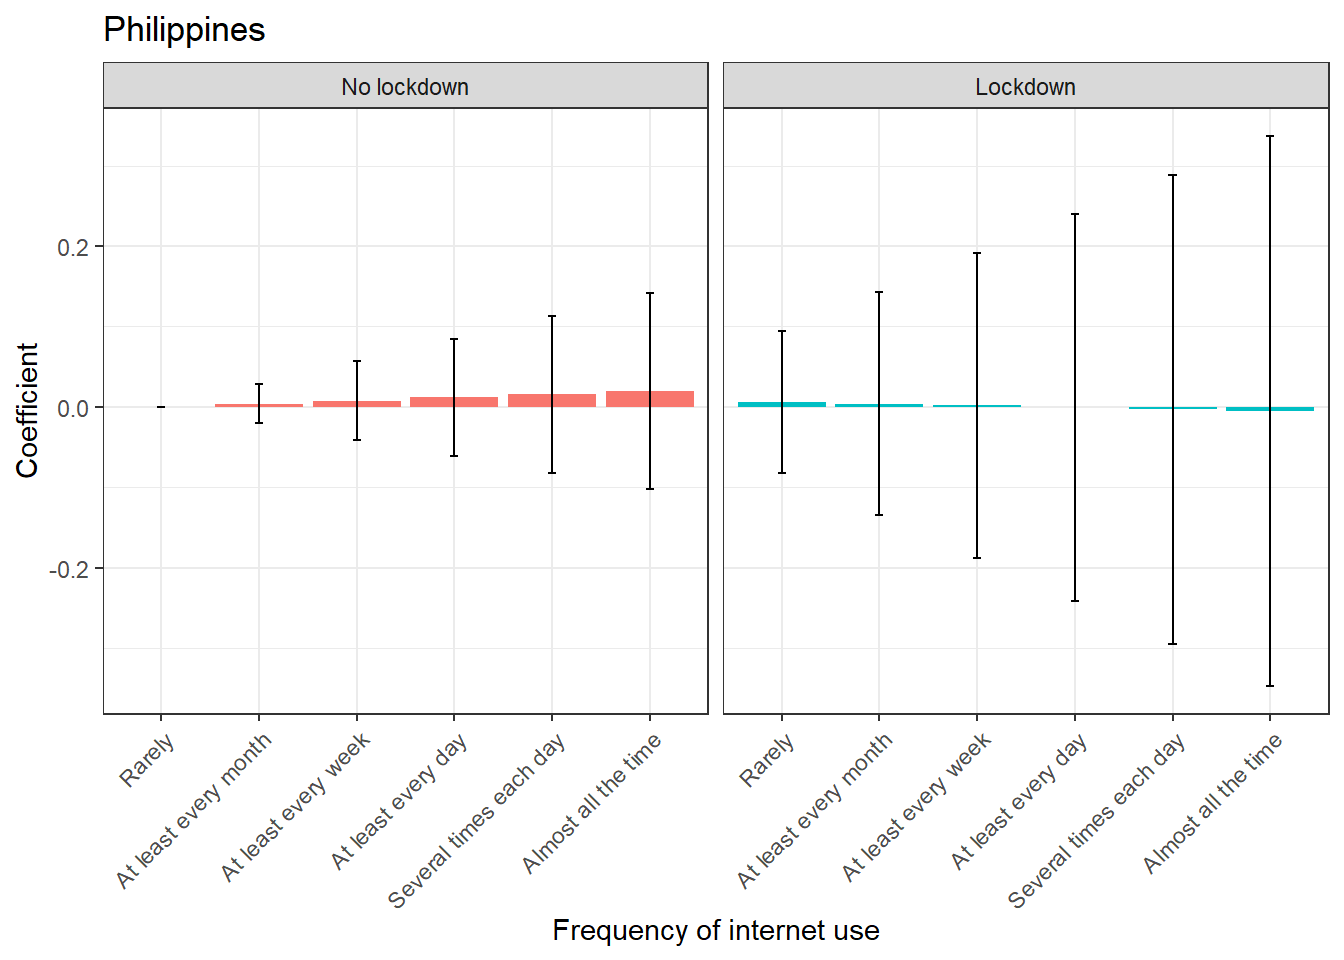 Philippines
No lockdown
Lockdown
Coefficient
0.2
0.0
-0.2
Rarely
At least every month
At least every week
At least every day
Several times each day
Almost all the time
Rarely
At least every month
At least every week
At least every day
Several times each day
Almost all the time
Frequency of internet use